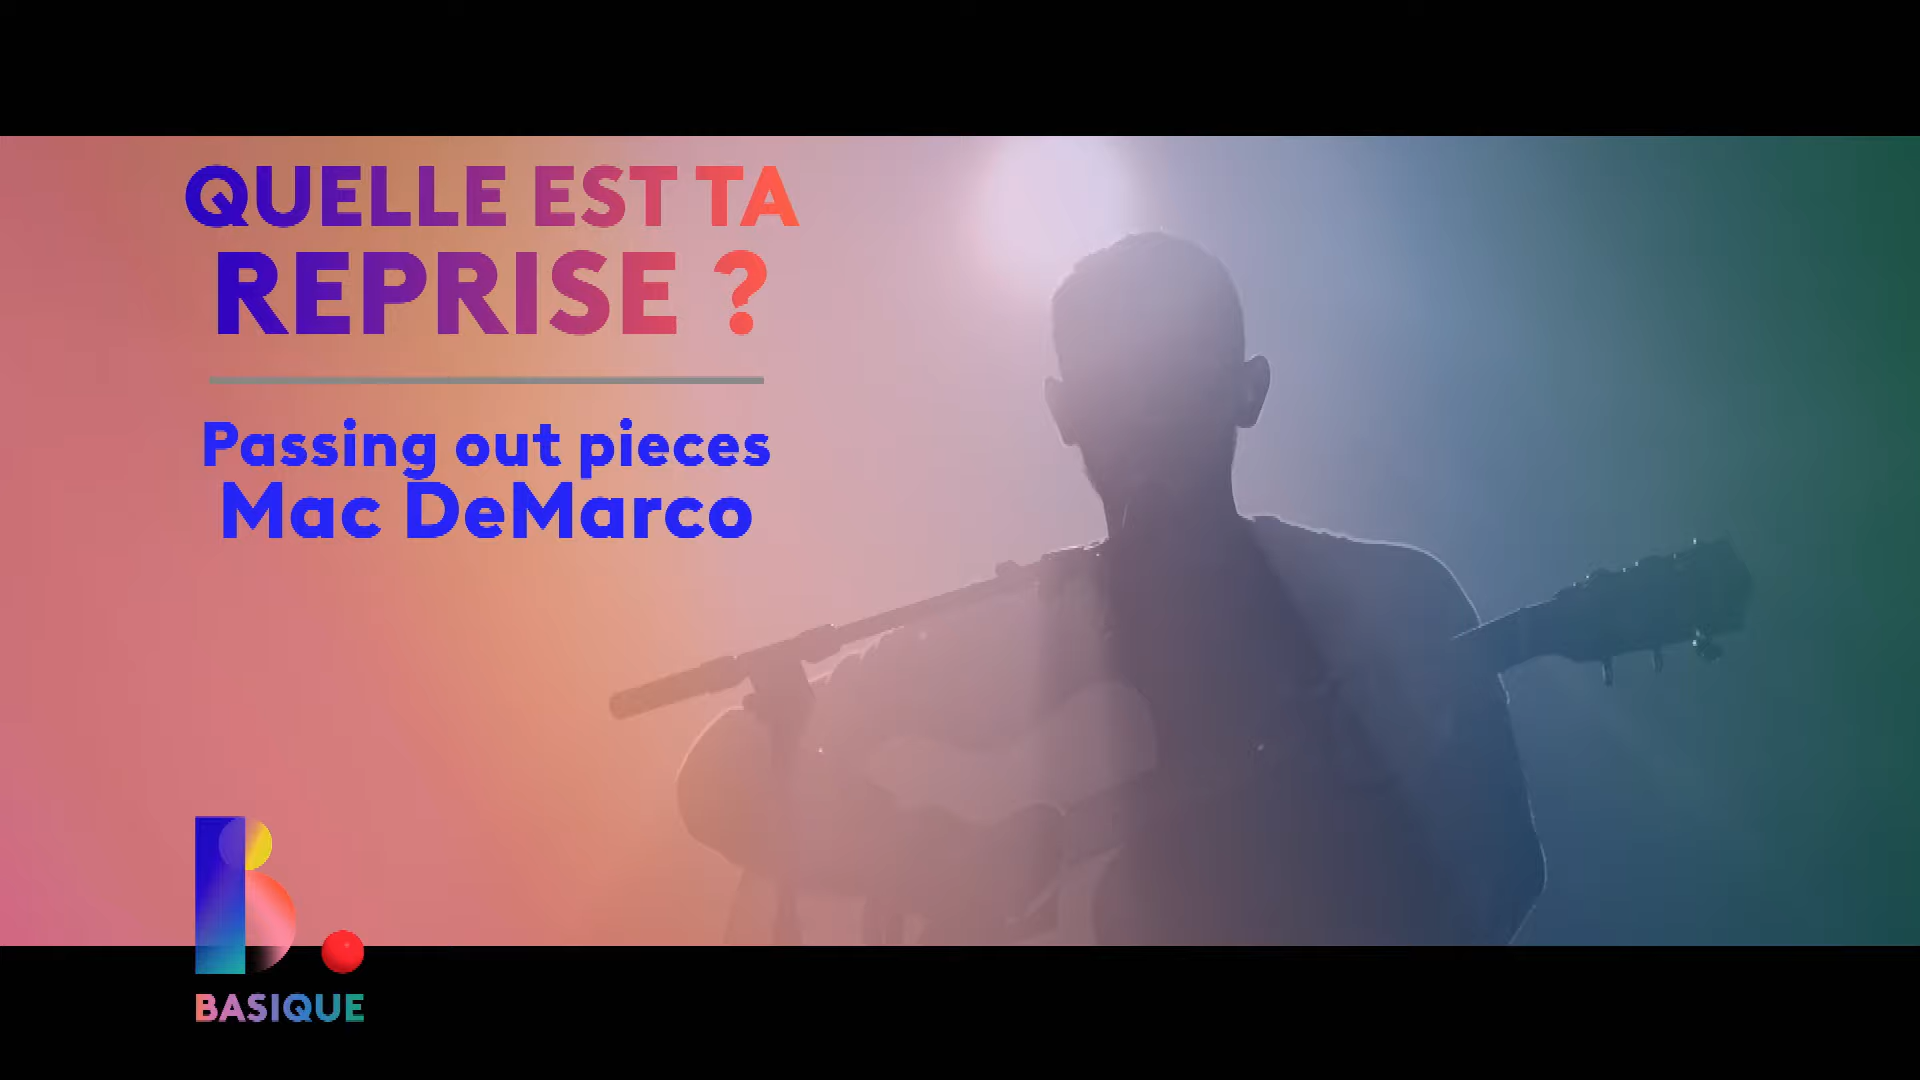 QUELLE EST TA
REPRISE ?
Passing out pieces
Mac DeMarco
B.
BASIQUE